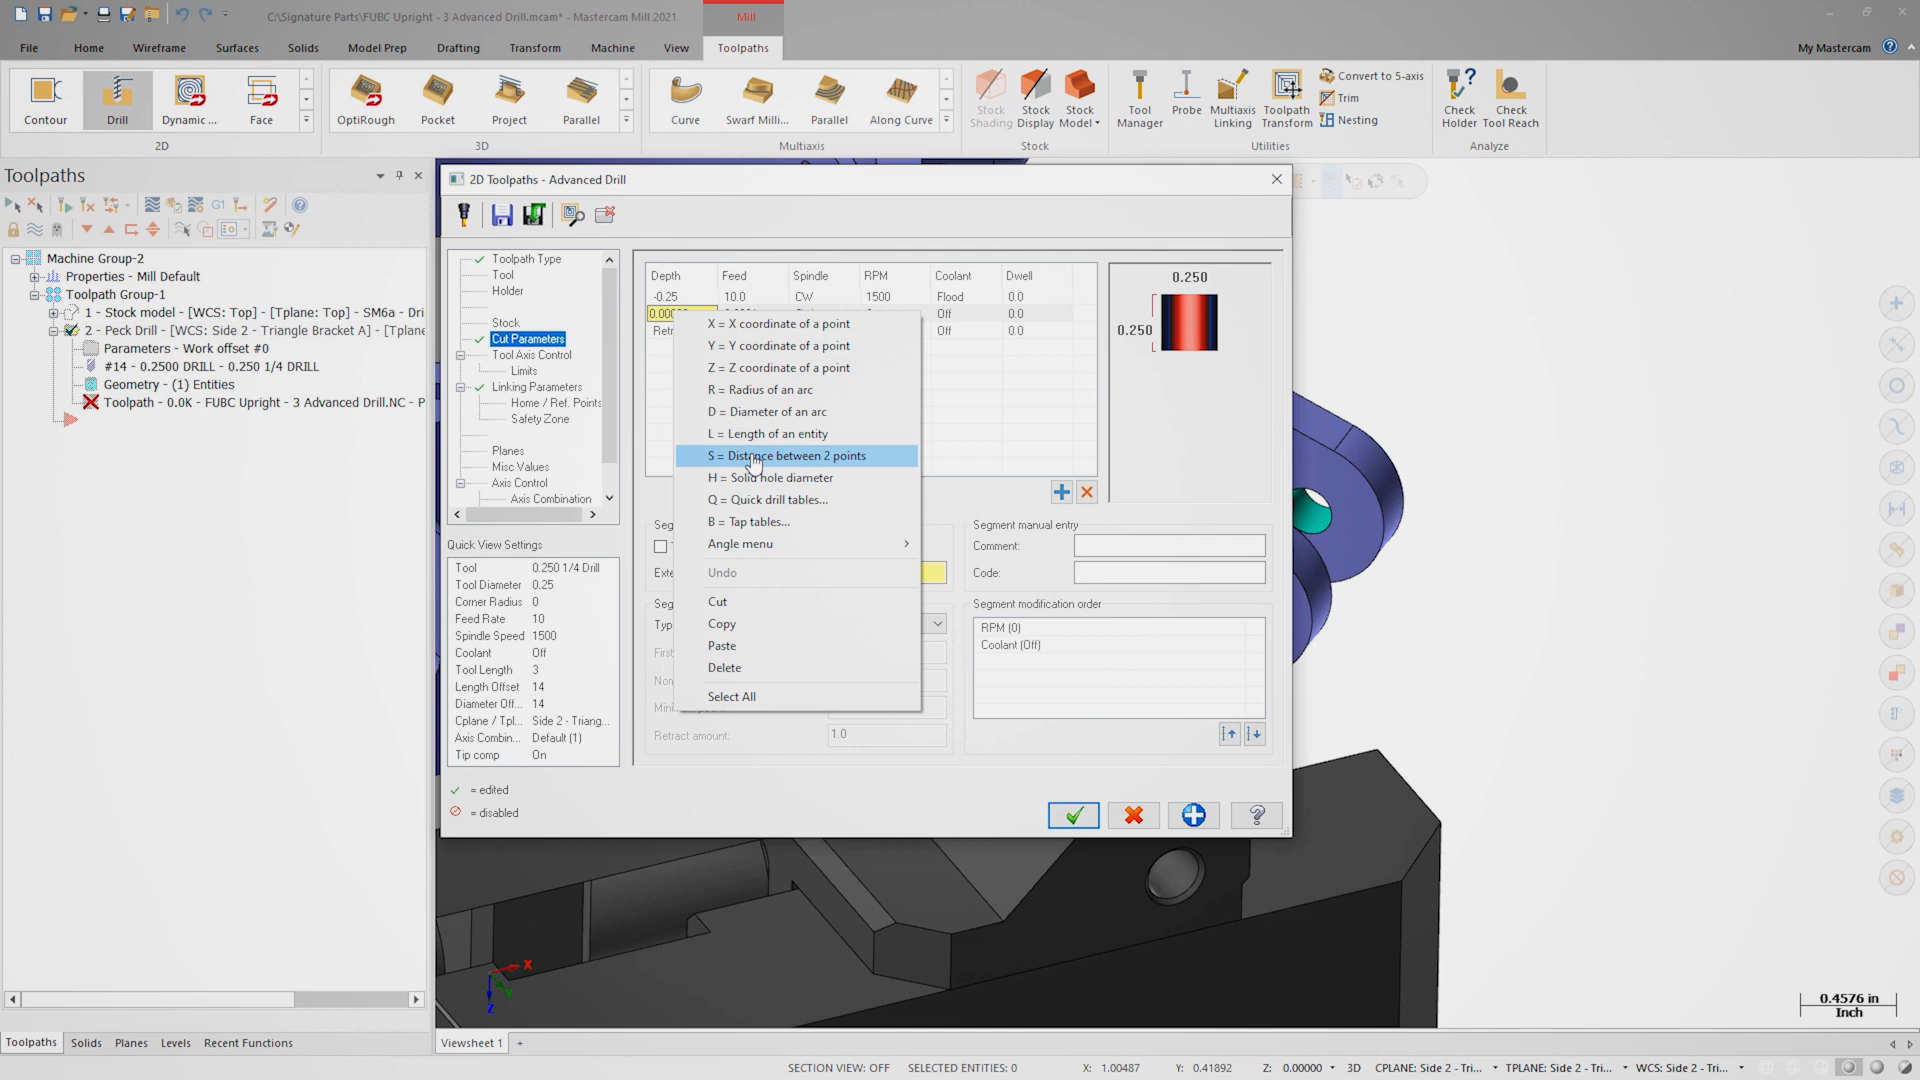 C:\Signature Parts\FUBC Upright - 3 Advanced Drill.mcam* - Mastercam Mill 2021
Mill
File Home Wireframe Surfaces Solids Model Prep Drafting Transform Machine View Toolpaths
My Mastercam
Contour Drill Dynamic ... Face
2D
OptiRough Pocket Project Parallel
3D
Curve Swarf Milli... Parallel Along Curve
Multiaxis
Stock Shading
Stock Display
Stock Model
Stock
Tool Manager
Probe
Multiaxis Linking
Toolpath Transform
Convert to 5-axis
Trim
Nesting
Utilities
Check Holder
Check Tool Reach
Analyze
Toolpaths
G1
Machine Group-2
Properties - Mill Default
Toolpath Group-1
1 - Stock model - [WCS: Top] - [Tplane: Top] - SM6a - Dri
2 - Peck Drill - [WCS: Side 2 - Triangle Bracket A] - [Tplane
Parameters - Work offset #0
#14 - 0.2500 DRILL - 0.250 1/4 DRILL
Geometry - (1) Entities
Toolpath - 0.0K - FUBC Upright - 3 Advanced Drill.NC - P
2D Toolpaths - Advanced Drill
Toolpath Type
Tool
Holder
Stock
Cut Parameters
Tool Axis Control
Limits
Linking Parameters
Home / Ref. Points
Safety Zone
Planes
Misc Values
Axis Control
Axis Combination
Quick View Settings
Tool 0.250 1/4 Drill
Tool Diameter 0.25
Corner Radius 0
Feed Rate 10
Spindle Speed 1500
Coolant Off
Tool Length 3
Length Offset 14
Diameter Off... 14
Cplane / Tpl... Side 2 - Triang...
Axis Combin... Default (1)
Tip comp On
= edited
= disabled
Depth Feed Spindle RPM Coolant Dwell
-0.25 10.0 CW 1500 Flood 0.0
Off 0.0
Off 0.0
X = X coordinate of a point
Y = Y coordinate of a point
Z = Z coordinate of a point
R = Radius of an arc
D = Diameter of an arc
L = Length of an entity
S = Distance between 2 points
H = Solid hole diameter
Q = Quick drill tables...
B = Tap tables...
Angle menu
Undo
Cut
Copy
Paste
Delete
Select All
Retract amount: 1.0
0.250
0.250
Segment manual entry
Comment:
Code:
Segment modification order
RPM (0)
Coolant (Off)
X
Y
Z
0.4576 in
Inch
Toolpaths Solids Planes Levels Recent Functions
Viewsheet 1 +
SECTION VIEW: OFF SELECTED ENTITIES: 0 X: 1.00487 Y: 0.41892 Z: 0.00000 3D CPLANE: Side 2 - Tri... TPLANE: Side 2 - Tri... WCS: Side 2 - Tri...